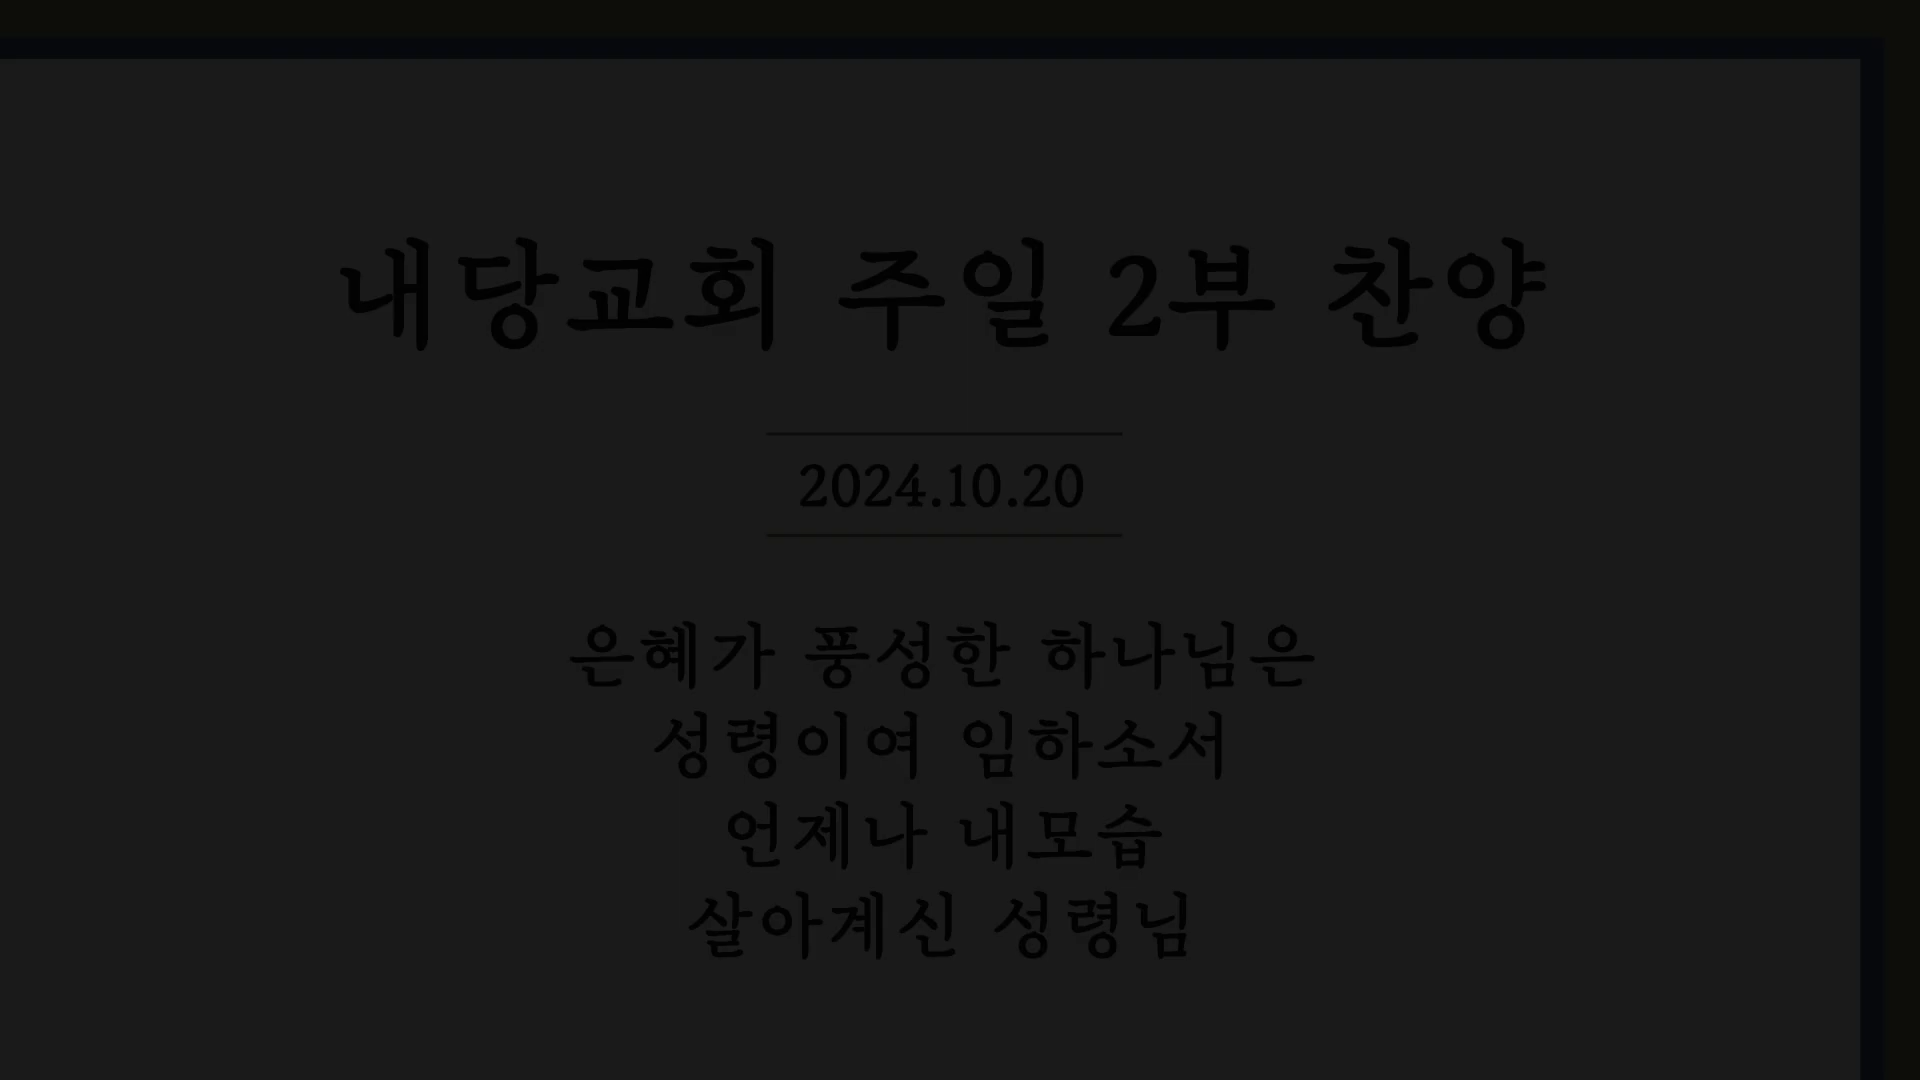 내당교회 주일 2부 찬양
2024.10.20
은혜가 풍성한 하나님은
성령이여 임하소서
언제나 내모습
살아계신 성령님